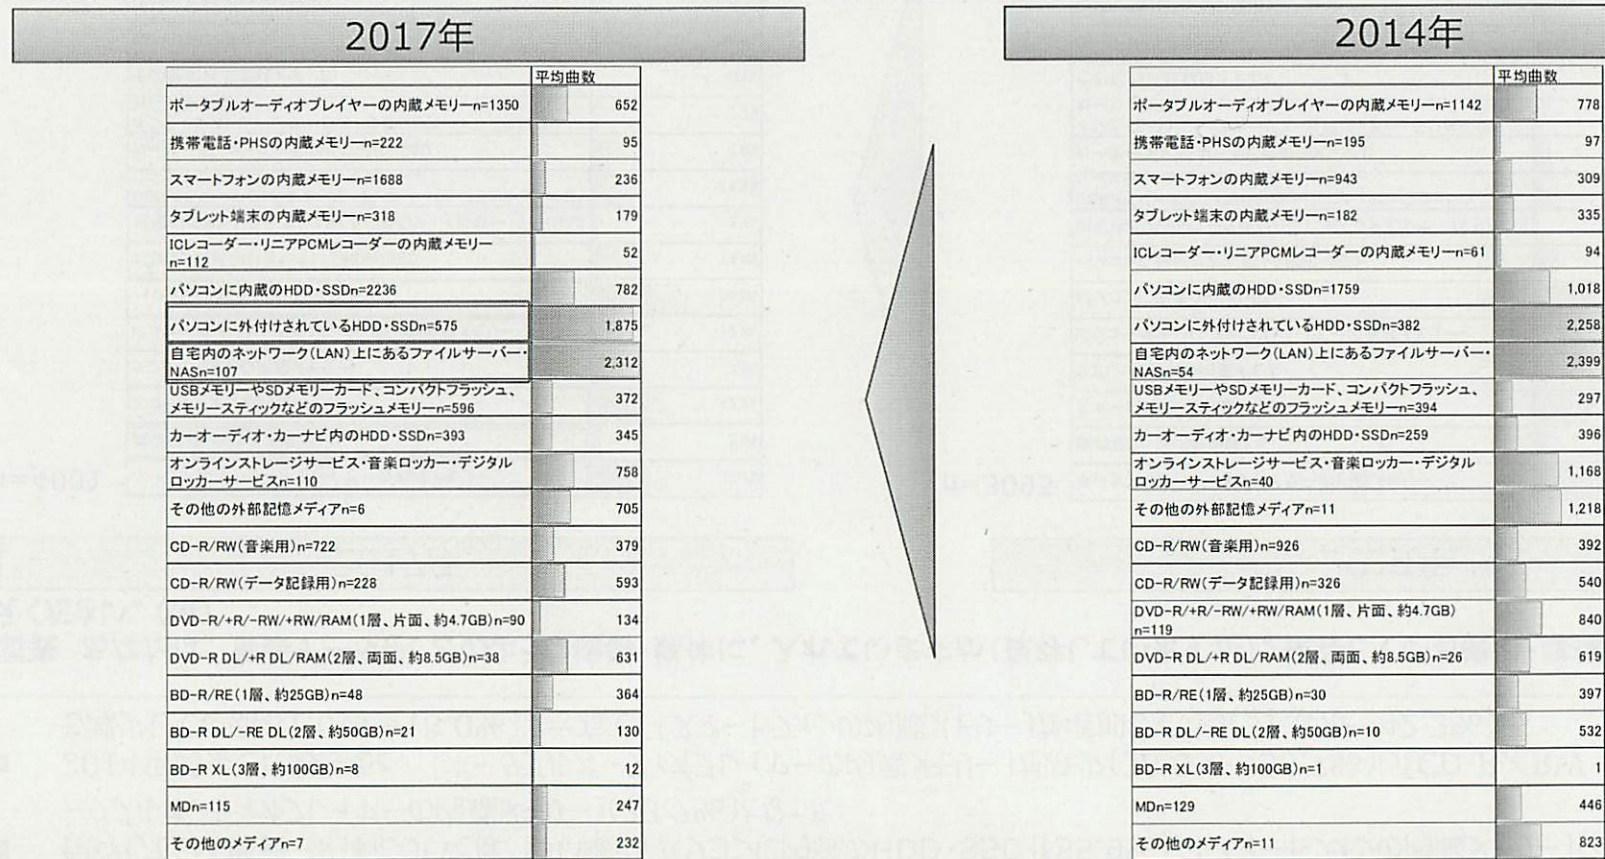 2017年
平均曲数
ポータブルオーディオプレイヤーの内蔵メモリーn=1350 652
携帯電話・PHSの内蔵メモリーn=222 95
スマートフォンの内蔵メモリーn=1688 236
タブレット端末の内蔵メモリーn=318 179
ICレコーダー・リニアPCMレコーダーの内蔵メモリー
n=112 52
パソコンに内蔵のHDD・SSDn=2236 782
パソコンに外付けされているHDD・SSDn=575 1,875
自宅内のネットワーク(LAN)上にあるファイルサーバー・
NASn=107 2,312
USBメモリーやSDメモリーカード、コンパクトフラッシュ、
メモリースティックなどのフラッシュメモリーn=596 372
カーオーディオ・カーナビ内のHDD・SSDn=393 345
オンラインストレージサービス・音楽ロッカー・デジタル
ロッカーサービスn=110 758
その他の外部記憶メディアn=6 705
CD-R/RW(音楽用)n=722 379
CD-R/RW(データ記録用)n=228 593
DVD-R/+R/-RW/+RW/RAM(1層、片面、約4.7GB)n=90 134
DVD-R DL/+R DL/RAM(2層、両面、約8.5GB)n=38 631
BD-R/RE(1層、約25GB)n=48 364
BD-R DL/-RE DL(2層、約50GB)n=21 130
BD-R XL(3層、約100GB)n=8 12
MDn=115 247
その他のメディアn=7 232
2014年
平均曲数
ポータブルオーディオプレイヤーの内蔵メモリーn=1142 778
携帯電話・PHSの内蔵メモリーn=195 97
スマートフォンの内蔵メモリーn=943 309
タブレット端末の内蔵メモリーn=182 335
ICレコーダー・リニアPCMレコーダーの内蔵メモリーn=61 94
パソコンに内蔵のHDD・SSDn=1759 1,018
パソコンに外付けされているHDD・SSDn=382 2,258
自宅内のネットワーク(LAN)上にあるファイルサーバー・
NASn=54 2,399
USBメモリーやSDメモリーカード、コンパクトフラッシュ、
メモリースティックなどのフラッシュメモリーn=394 297
カーオーディオ・カーナビ内のHDD・SSDn=259 396
オンラインストレージサービス・音楽ロッカー・デジタル
ロッカーサービスn=40 1,168
その他の外部記憶メディアn=11 1,218
CD-R/RW(音楽用)n=926 392
CD-R/RW(データ記録用)n=326 540
DVD-R/+R/-RW/+RW/RAM(1層、片面、約4.7GB)
n=119 840
DVD-R DL/+R DL/RAM(2層、両面、約8.5GB)n=26 619
BD-R/RE(1層、約25GB)n=30 397
BD-R DL/-RE DL(2層、約50GB)n=10 532
BD-R XL(3層、約100GB)n=1 1
MDn=129 446
その他のメディアn=11 823